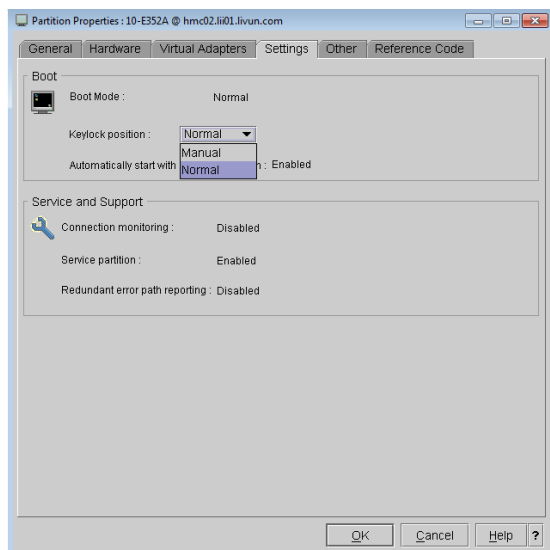 Partition Properties : 10-E352A @ hmc02.lii01.livun.com
General Hardware Virtual Adapters Settings Other Reference Code
Boot
Boot Mode : Normal
Keylock position : Normal
Manual
Normal
Automatically start with n : Enabled
Service and Support
Connection monitoring : Disabled
Service partition : Enabled
Redundant error path reporting : Disabled
OK Cancel Help ?